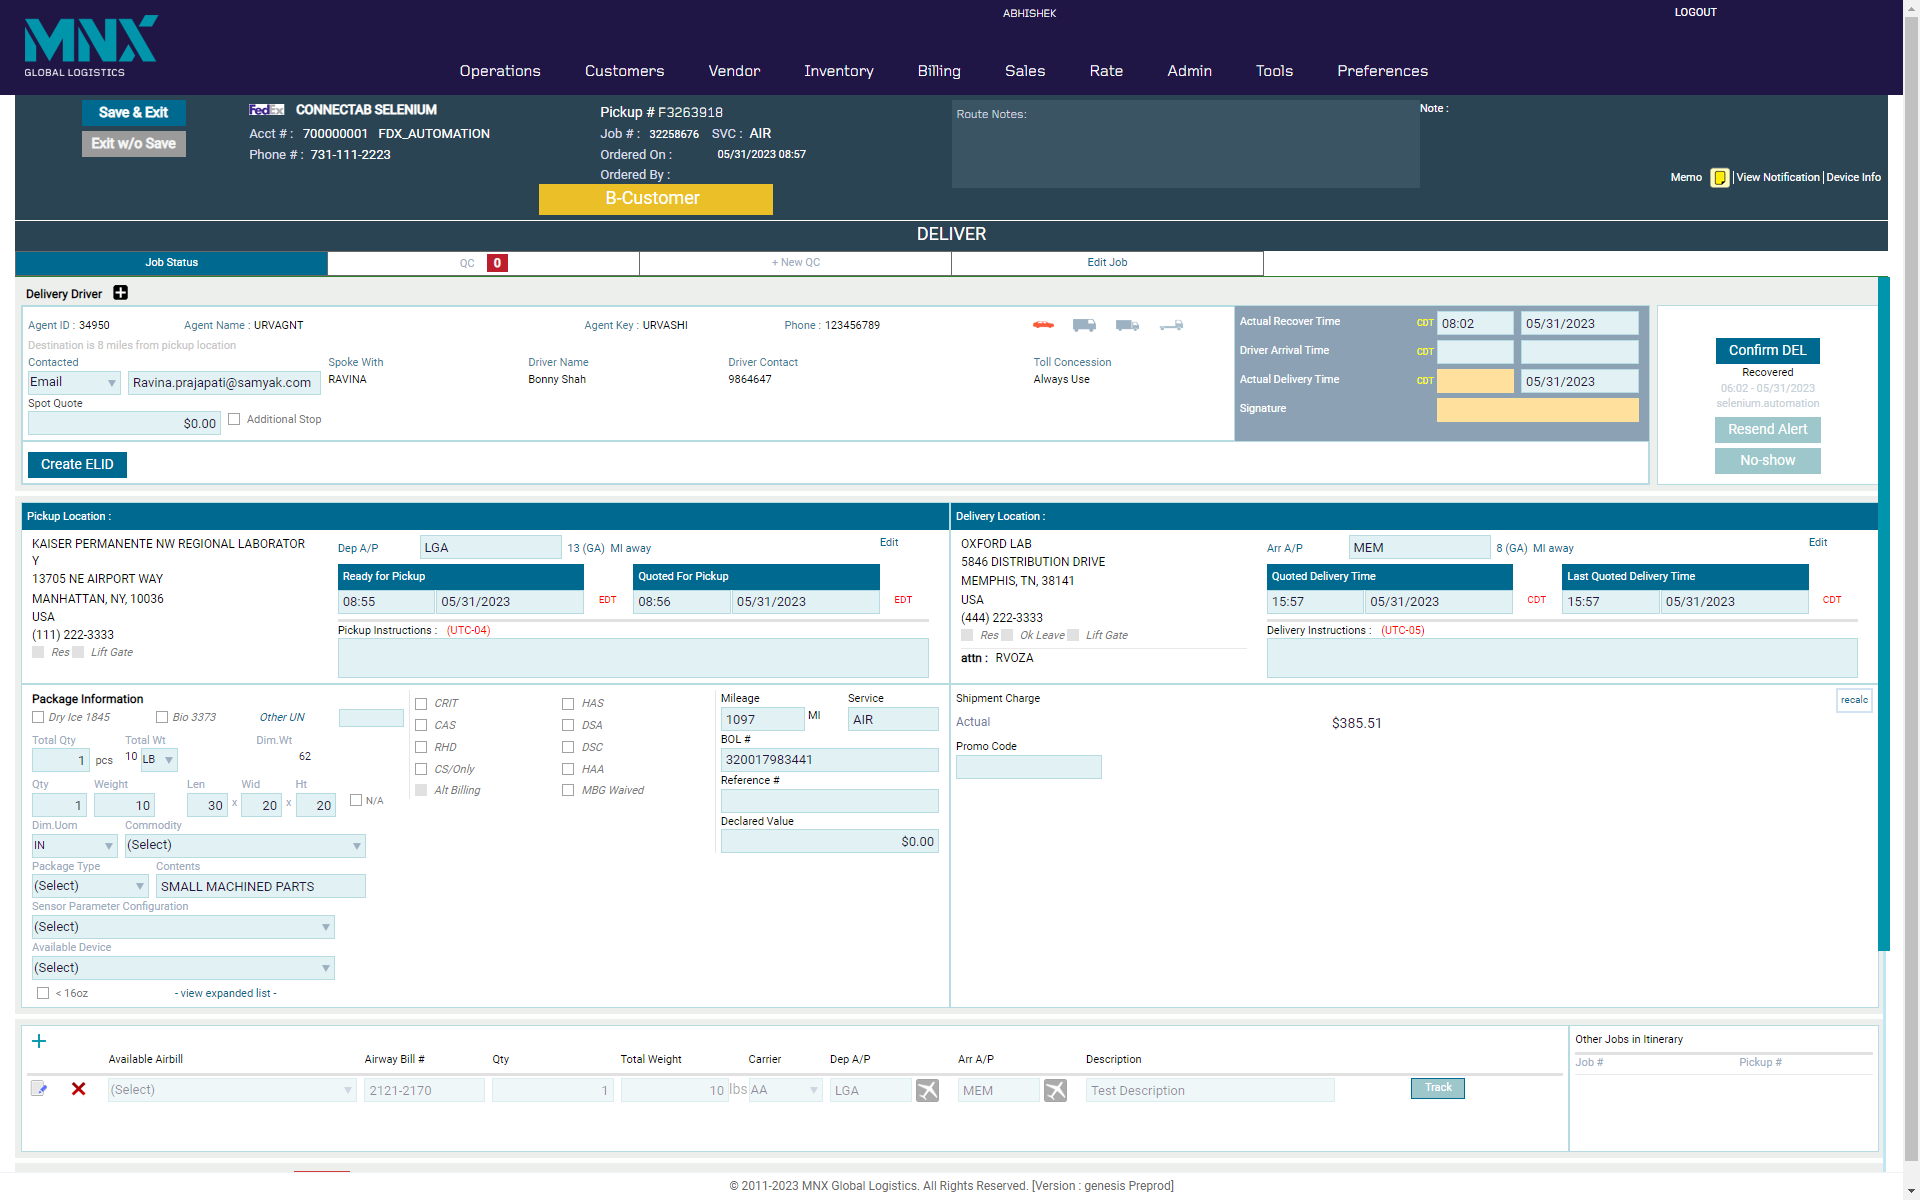 MNX
GLOBAL LOGISTICS
ABHISHEK
LOGOUT
Operations Customers Vendor Inventory Billing Sales Rate Admin Tools Preferences
Save & Exit
Exit w/o Save
FedEx CONNECTAB SELENIUM
Acct # : 700000001 FDX_AUTOMATION
Phone # : 731-111-2223
Pickup # F3263918
Job # : 32258676 SVC : AIR
Ordered On : 05/31/2023 08:57
Ordered By :
B-Customer
Route Notes:
Note :
Memo | View Notification | Device Info
DELIVER
Job Status
QC 0
+ New QC
Edit Job
Delivery Driver
Agent ID : 34950 Agent Name : URVAGNT Agent Key : URVASHI Phone : 123456789
Destination is 8 miles from pickup location
Contacted Spoke With Driver Name Driver Contact Toll Concession
Email Ravina.prajapati@samyak.com RAVINA Bonny Shah 9864647 Always Use
Spot Quote
$0.00 Additional Stop
Create ELID
Actual Recover Time CDT 08:02 05/31/2023
Driver Arrival Time CDT
Actual Delivery Time CDT 05/31/2023
Signature
Confirm DEL
Recovered
06:02 - 05/31/2023
selenium.automation
Resend Alert
No-show
Pickup Location :
KAISER PERMANENTE NW REGIONAL LABORATOR
Y
13705 NE AIRPORT WAY
MANHATTAN, NY, 10036
USA
(111) 222-3333
Res Lift Gate
Dep A/P LGA 13 (GA) MI away
Edit
Ready for Pickup
08:55 05/31/2023 EDT
Quoted For Pickup
08:56 05/31/2023 EDT
Pickup Instructions : (UTC-04)
Delivery Location :
OXFORD LAB
5846 DISTRIBUTION DRIVE
MEMPHIS, TN, 38141
USA
(444) 222-3333
Res Ok Leave Lift Gate
attn : RVOZA
Arr A/P MEM 8 (GA) MI away
Edit
Quoted Delivery Time
15:57 05/31/2023 CDT
Last Quoted Delivery Time
15:57 05/31/2023 CDT
Delivery Instructions : (UTC-05)
Package Information
Dry Ice 1845 Bio 3373 Other UN
Total Qty Total Wt Dim.Wt
1 pcs 10 LB 62
Qty Weight Len Wid Ht
1 10 30 x 20 x 20 N/A
Dim.Uom Commodity
IN (Select)
Package Type Contents
(Select) SMALL MACHINED PARTS
Sensor Parameter Configuration
(Select)
Available Device
(Select)
< 16oz - view expanded list -
CRIT HAS
CAS DSA
RHD DSC
CS/Only HAA
Alt Billing MBG Waived
Mileage Service
1097 MI AIR
BOL #
320017983441
Reference #
Declared Value
$0.00
Shipment Charge
recalc
Actual $385.51
Promo Code
Available Airbill Airway Bill # Qty Total Weight Carrier Dep A/P Arr A/P Description
(Select) 2121-2170 1 10 lbs AA LGA MEM Test Description Track
Other Jobs in Itinerary
Job # Pickup #
© 2011-2023 MNX Global Logistics. All Rights Reserved. [Version : genesis Preprod]